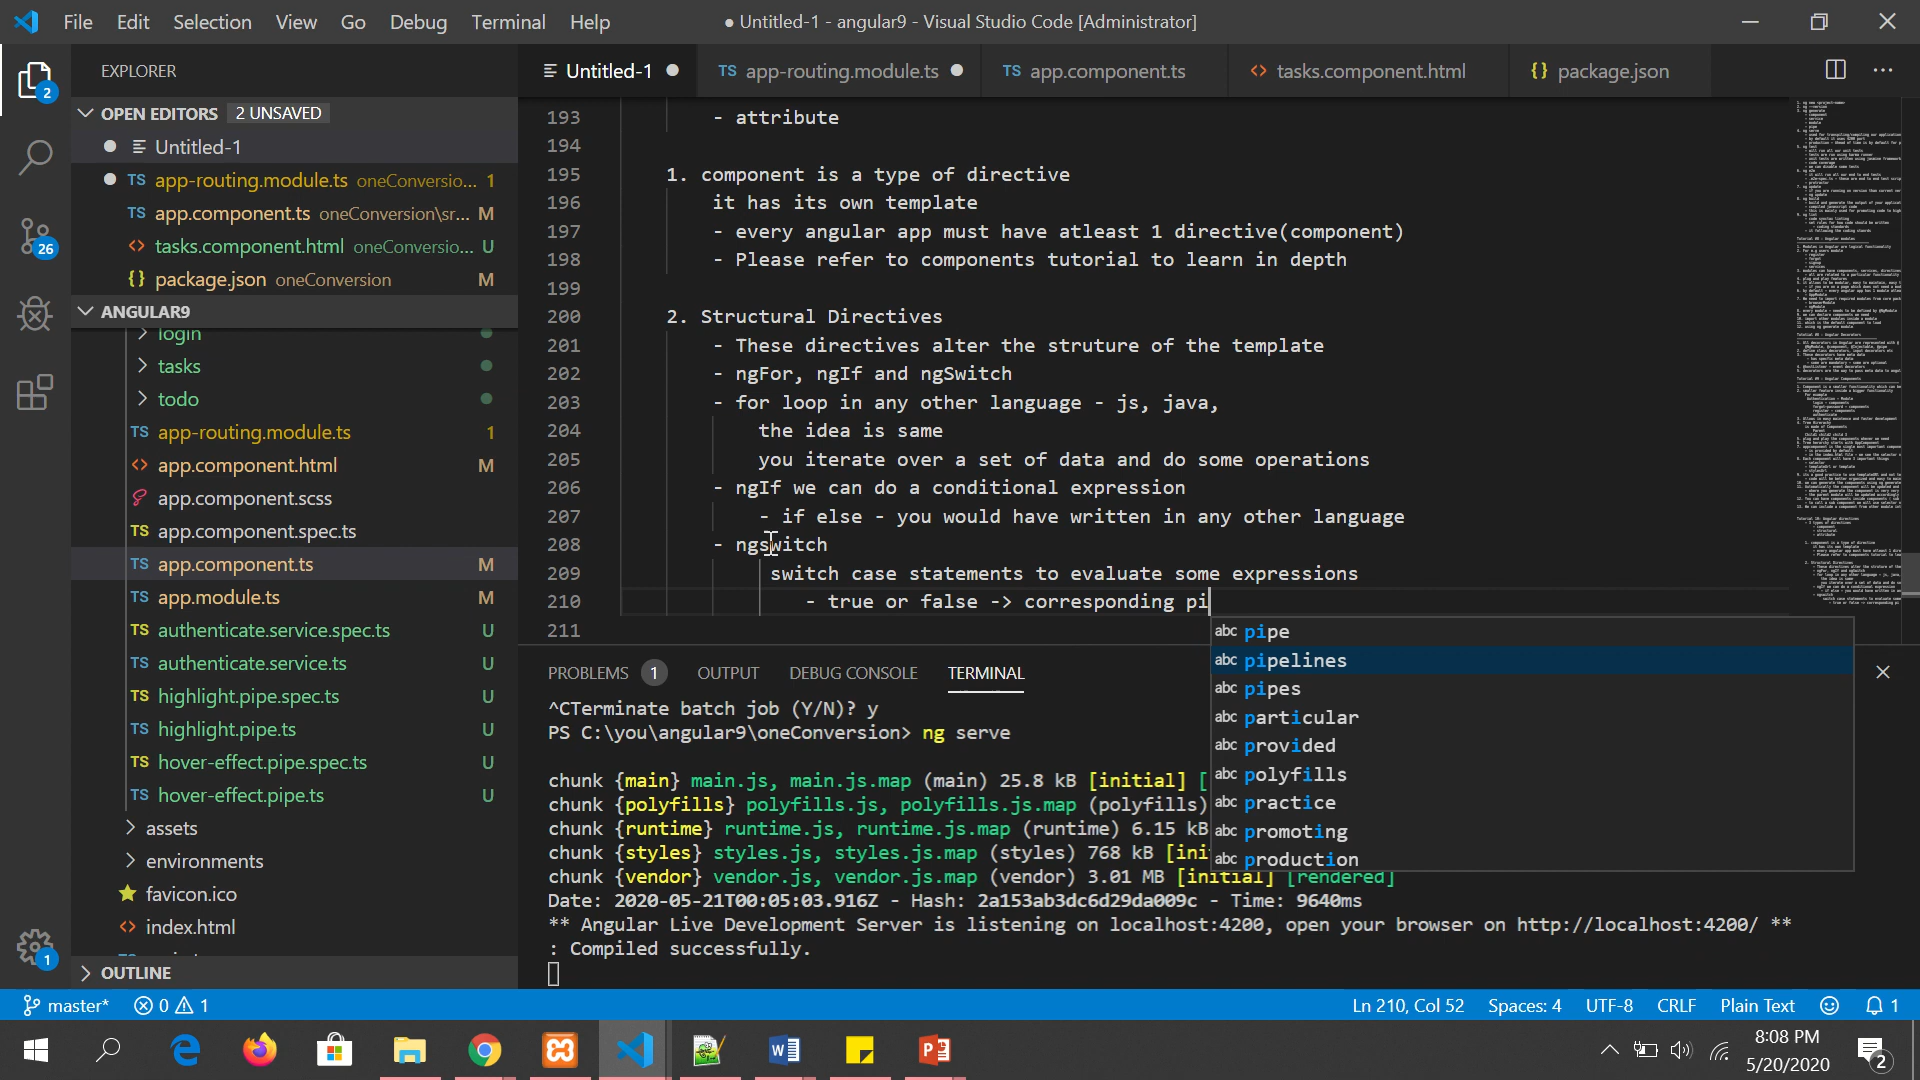 File Edit Selection View Go Debug Terminal Help
● Untitled-1 - angular9 - Visual Studio Code [Administrator]
EXPLORER
Untitled-1
TS app-routing.module.ts
TS app.component.ts
<> tasks.component.html
{} package.json
2
OPEN EDITORS 2 UNSAVED
Untitled-1
TS app-routing.module.ts oneConversio... 1
TS app.component.ts oneConversion\sr... M
<> tasks.component.html oneConversio... U
{} package.json oneConversion M
26
ANGULAR9
login
tasks
todo
TS app-routing.module.ts 1
<> app.component.html M
app.component.scss
TS app.component.spec.ts
TS app.component.ts M
TS app.module.ts M
TS authenticate.service.spec.ts U
TS authenticate.service.ts U
TS highlight.pipe.spec.ts U
TS highlight.pipe.ts U
TS hover-effect.pipe.spec.ts U
TS hover-effect.pipe.ts U
assets
environments
favicon.ico
<> index.html
OUTLINE
1
193 - attribute
194
195 1. component is a type of directive
196 it has its own template
197 - every angular app must have atleast 1 directive(component)
198 - Please refer to components tutorial to learn in depth
199
200 2. Structural Directives
201 - These directives alter the struture of the template
202 - ngFor, ngIf and ngSwitch
203 - for loop in any other language - js, java,
204 the idea is same
205 you iterate over a set of data and do some operations
206 - ngIf we can do a conditional expression
207 - if else - you would have written in any other language
208 - ngswitch
209 switch case statements to evaluate some expressions
210 - true or false -> corresponding pi
211
abc pipe
abc pipelines
abc pipes
abc particular
abc provided
abc polyfills
abc practice
abc promoting
abc production
PROBLEMS 1 OUTPUT DEBUG CONSOLE TERMINAL
^CTerminate batch job (Y/N)? y
PS C:\you\angular9\oneConversion> ng serve
chunk {main} main.js, main.js.map (main) 25.8 kB [initial] [
chunk {polyfills} polyfills.js, polyfills.js.map (polyfills)
chunk {runtime} runtime.js, runtime.js.map (runtime) 6.15 kB
chunk {styles} styles.js, styles.js.map (styles) 768 kB [ini
chunk {vendor} vendor.js, vendor.js.map (vendor) 3.01 MB [initial] [rendered]
Date: 2020-05-21T00:05:03.916Z - Hash: 2a153ab3dc6d29da009c - Time: 9640ms
** Angular Live Development Server is listening on localhost:4200, open your browser on http://localhost:4200/ **
: Compiled successfully.
master* 0 1
Ln 210, Col 52 Spaces: 4 UTF-8 CRLF Plain Text 1
8:08 PM
5/20/2020
2